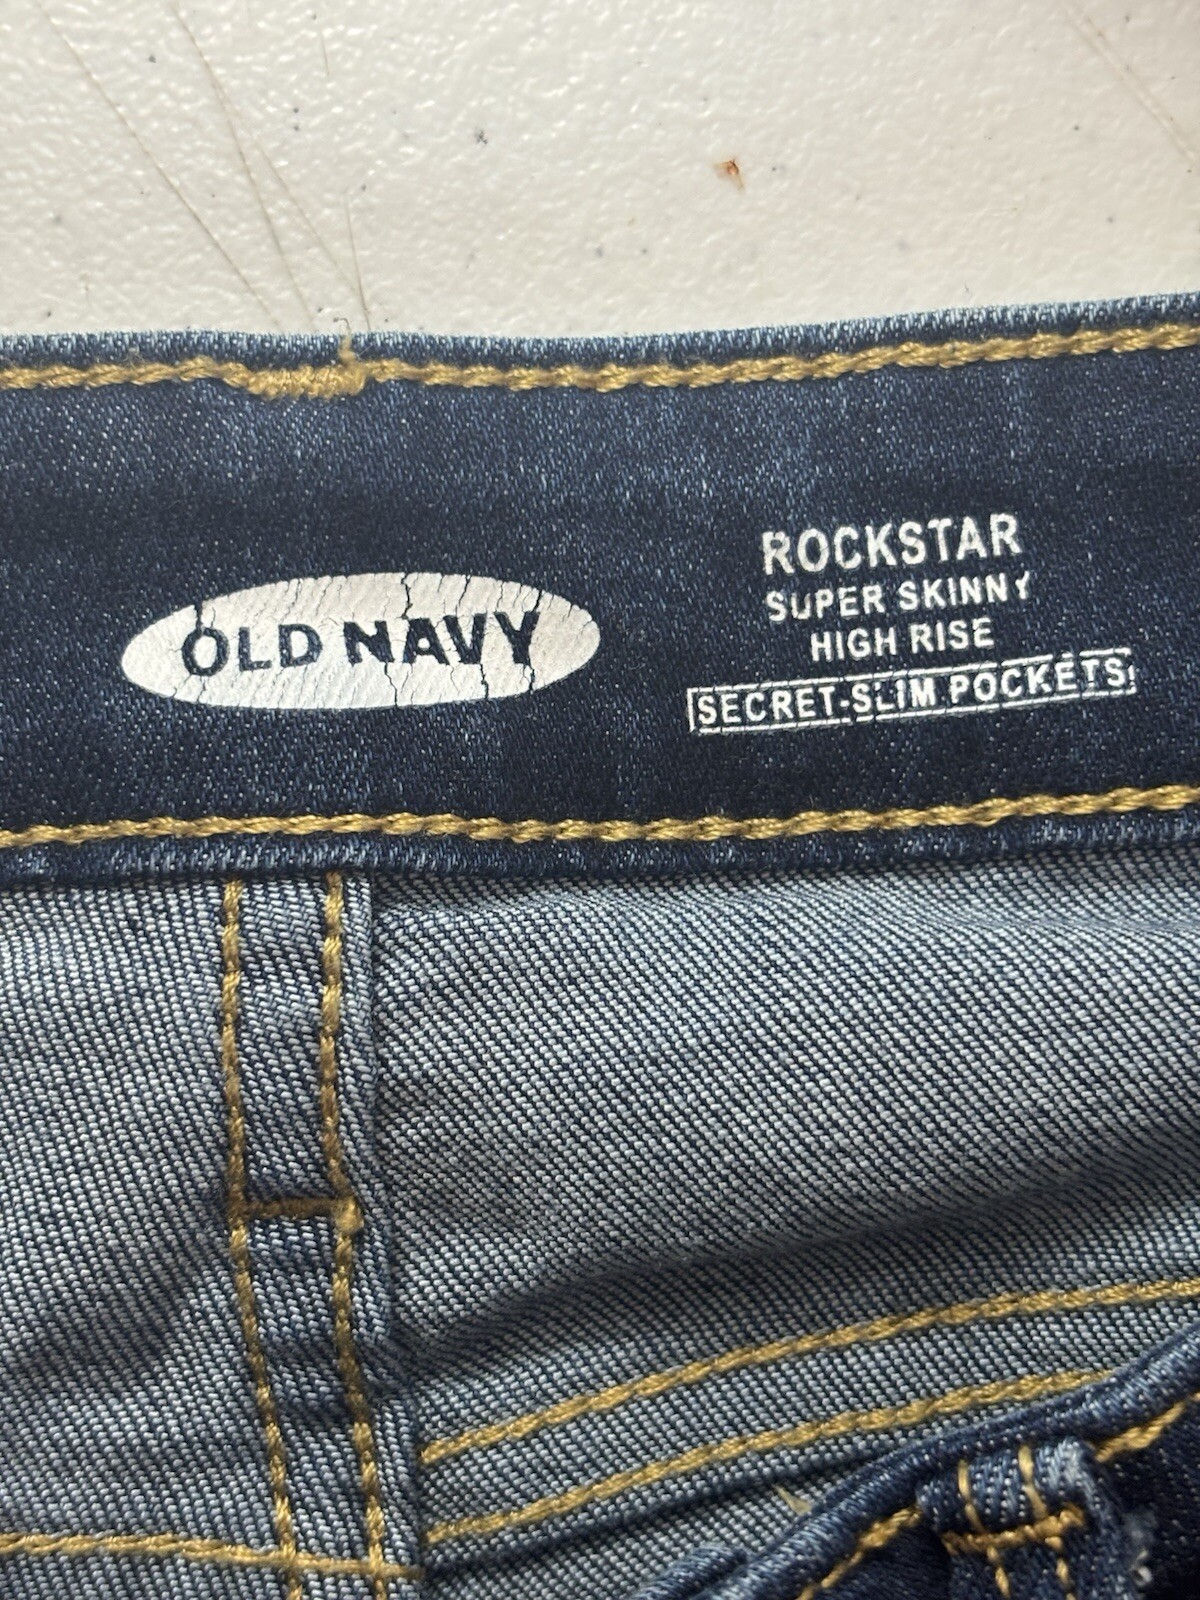 OLD NAVY
ROCKSTAR
SUPER SKINNY
HIGH RISE
SECRET-SLIM POCKETS